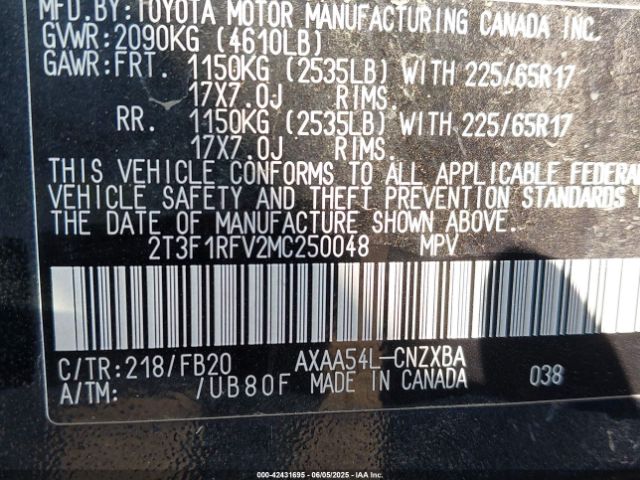 MFD.BY:TOYOTA MOTOR MANUFACTURING CANADA INC.
GVWR:2090KG (4610LB)
GAWR:FRT. 1150KG (2535LB) WITH 225/65R17
17X7.0J RIMS.
RR. 1150KG (2535LB) WITH 225/65R17
17X7.0J RIMS.
THIS VEHICLE CONFORMS TO ALL APPLICABLE FEDERAL
VEHICLE SAFETY AND THEFT PREVENTION STANDARDS
THE DATE OF MANUFACTURE SHOWN ABOVE.
2T3F1RFV2MC250048 MPV
C/TR:218/FB20 AXAA54L-CNZXBA
A/TM: /UB80F MADE IN CANADA 038
000-42431695 - 06/05/2025 - IAA Inc.